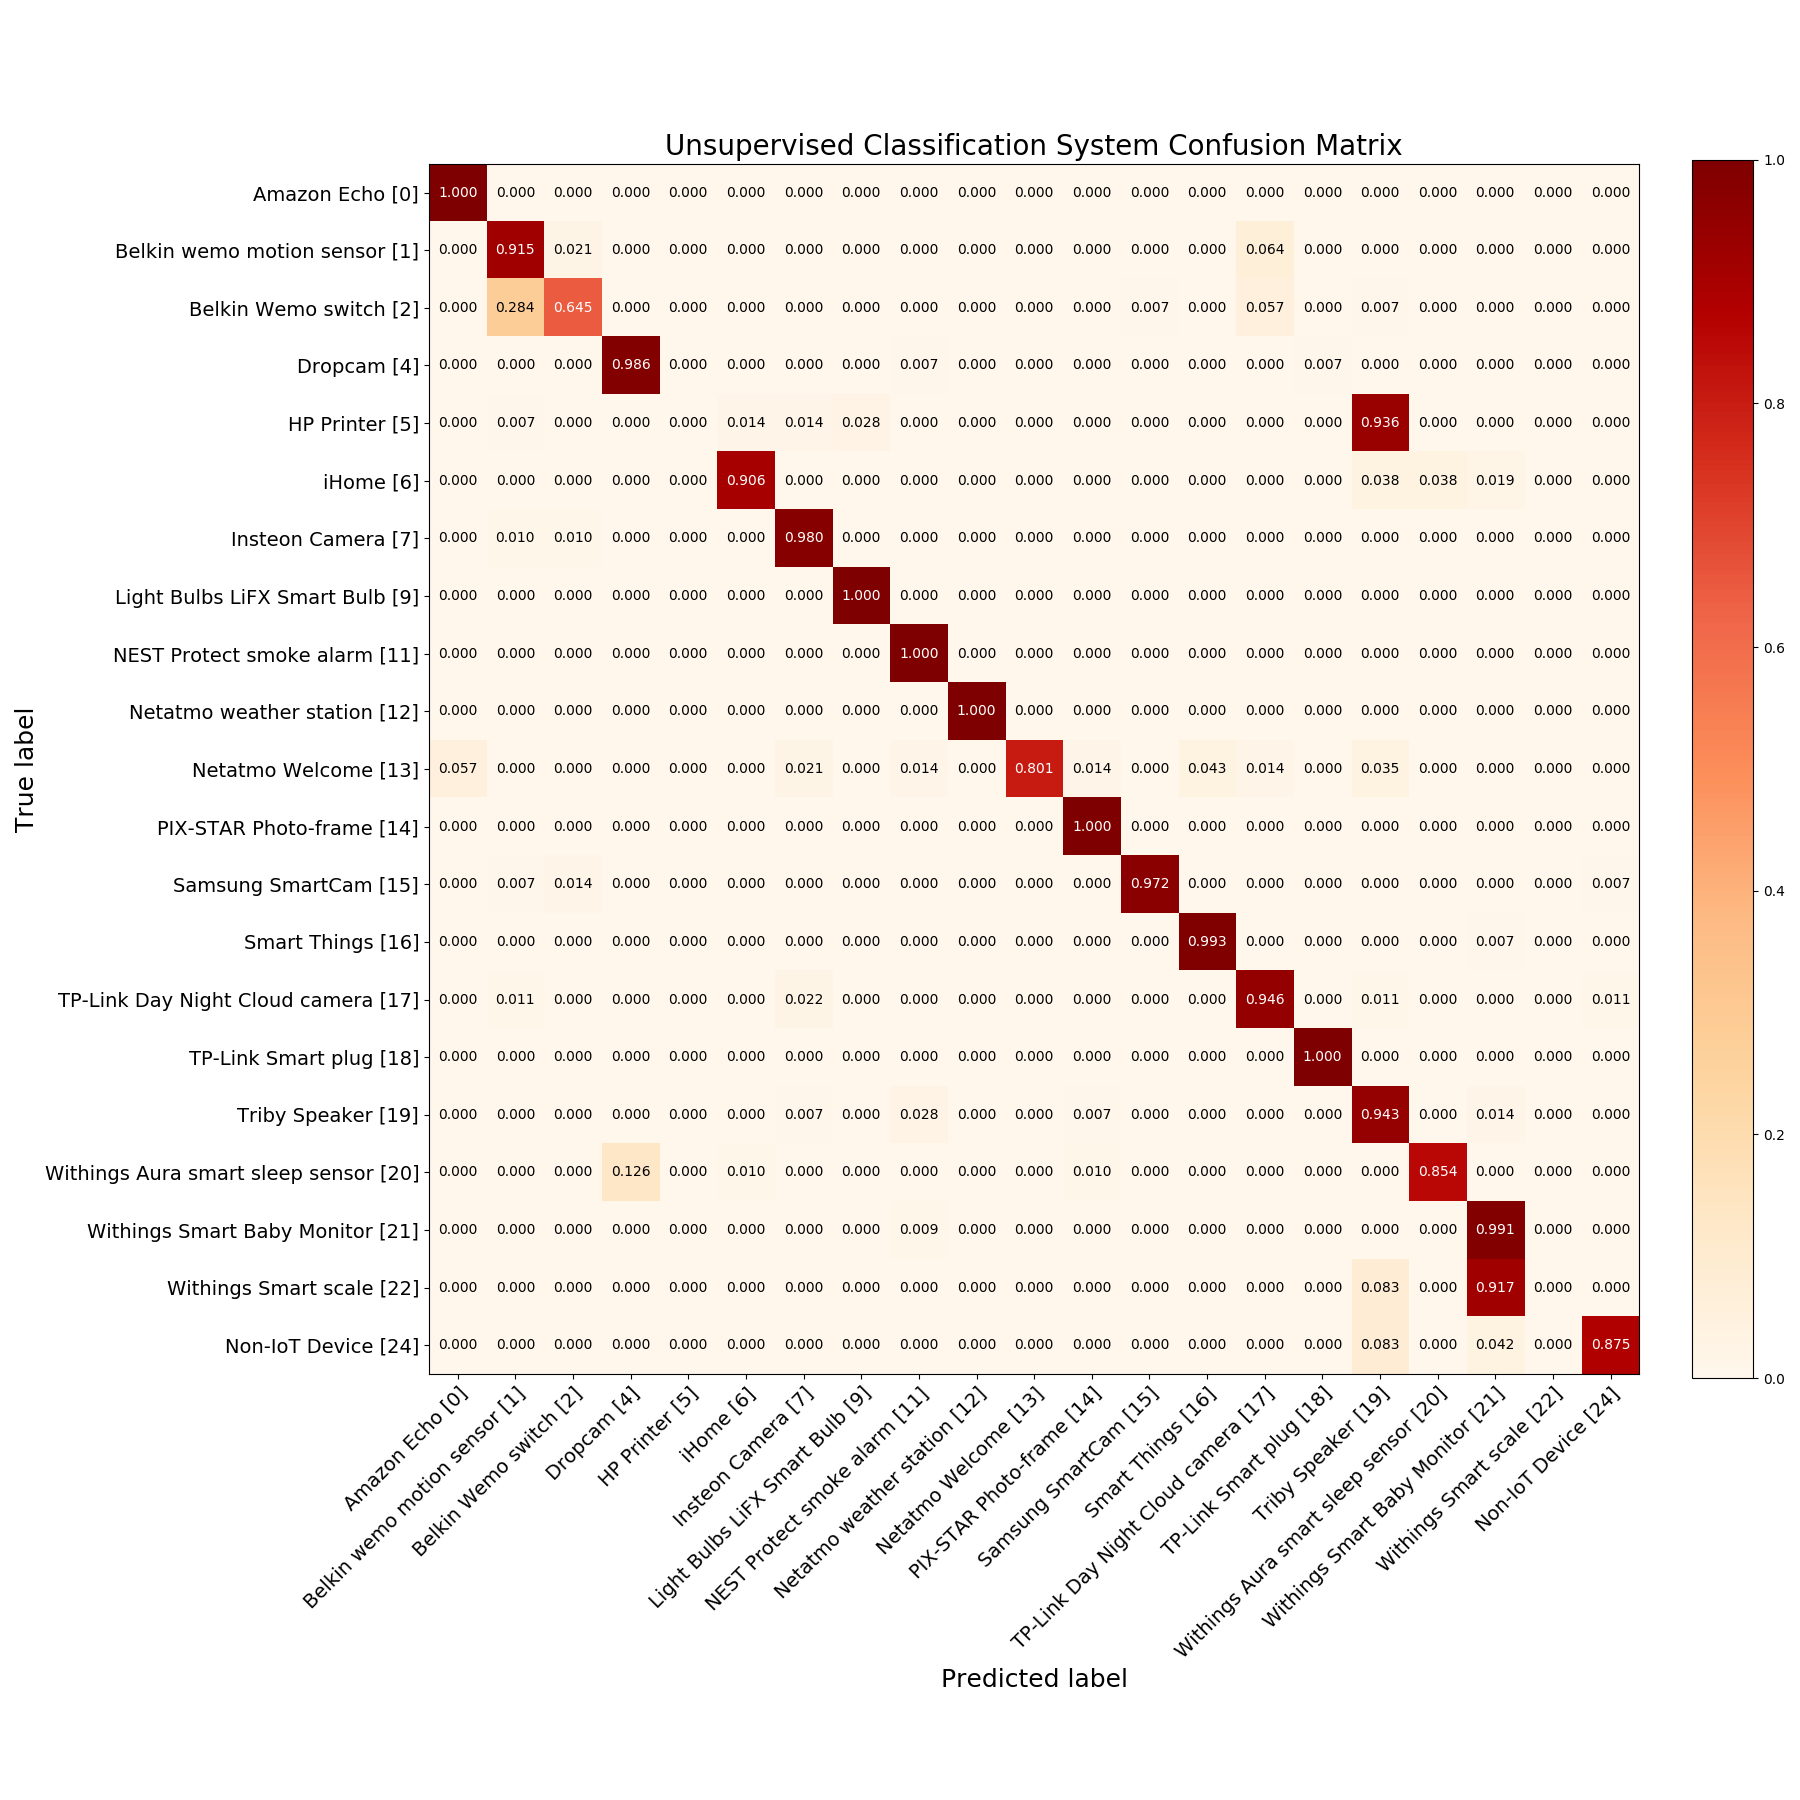 Unsupervised Classification System Confusion Matrix
Amazon Echo [0] 1.000 0.000 0.000 0.000 0.000 0.000 0.000 0.000 0.000 0.000 0.000 0.000 0.000 0.000 0.000 0.000 0.000 0.000 0.000 0.000 0.000
Belkin wemo motion sensor [1] 0.000 0.915 0.021 0.000 0.000 0.000 0.000 0.000 0.000 0.000 0.000 0.000 0.000 0.000 0.064 0.000 0.000 0.000 0.000 0.000 0.000
Belkin Wemo switch [2] 0.000 0.284 0.645 0.000 0.000 0.000 0.000 0.000 0.000 0.000 0.000 0.000 0.007 0.000 0.057 0.000 0.007 0.000 0.000 0.000 0.000
Dropcam [4] 0.000 0.000 0.000 0.986 0.000 0.000 0.000 0.000 0.007 0.000 0.000 0.000 0.000 0.000 0.000 0.007 0.000 0.000 0.000 0.000 0.000
HP Printer [5] 0.000 0.007 0.000 0.000 0.000 0.014 0.014 0.028 0.000 0.000 0.000 0.000 0.000 0.000 0.000 0.000 0.936 0.000 0.000 0.000 0.000
iHome [6] 0.000 0.000 0.000 0.000 0.000 0.906 0.000 0.000 0.000 0.000 0.000 0.000 0.000 0.000 0.000 0.000 0.038 0.038 0.019 0.000 0.000
Insteon Camera [7] 0.000 0.010 0.010 0.000 0.000 0.000 0.980 0.000 0.000 0.000 0.000 0.000 0.000 0.000 0.000 0.000 0.000 0.000 0.000 0.000 0.000
Light Bulbs LiFX Smart Bulb [9] 0.000 0.000 0.000 0.000 0.000 0.000 0.000 1.000 0.000 0.000 0.000 0.000 0.000 0.000 0.000 0.000 0.000 0.000 0.000 0.000 0.000
NEST Protect smoke alarm [11] 0.000 0.000 0.000 0.000 0.000 0.000 0.000 0.000 1.000 0.000 0.000 0.000 0.000 0.000 0.000 0.000 0.000 0.000 0.000 0.000 0.000
Netatmo weather station [12] 0.000 0.000 0.000 0.000 0.000 0.000 0.000 0.000 0.000 1.000 0.000 0.000 0.000 0.000 0.000 0.000 0.000 0.000 0.000 0.000 0.000
Netatmo Welcome [13] 0.057 0.000 0.000 0.000 0.000 0.000 0.021 0.000 0.014 0.000 0.801 0.014 0.000 0.043 0.014 0.000 0.035 0.000 0.000 0.000 0.000
PIX-STAR Photo-frame [14] 0.000 0.000 0.000 0.000 0.000 0.000 0.000 0.000 0.000 0.000 0.000 1.000 0.000 0.000 0.000 0.000 0.000 0.000 0.000 0.000 0.000
Samsung SmartCam [15] 0.000 0.007 0.014 0.000 0.000 0.000 0.000 0.000 0.000 0.000 0.000 0.000 0.972 0.000 0.000 0.000 0.000 0.000 0.000 0.000 0.007
Smart Things [16] 0.000 0.000 0.000 0.000 0.000 0.000 0.000 0.000 0.000 0.000 0.000 0.000 0.000 0.993 0.000 0.000 0.000 0.000 0.007 0.000 0.000
TP-Link Day Night Cloud camera [17] 0.000 0.011 0.000 0.000 0.000 0.000 0.022 0.000 0.000 0.000 0.000 0.000 0.000 0.000 0.946 0.000 0.011 0.000 0.000 0.000 0.011
TP-Link Smart plug [18] 0.000 0.000 0.000 0.000 0.000 0.000 0.000 0.000 0.000 0.000 0.000 0.000 0.000 0.000 0.000 1.000 0.000 0.000 0.000 0.000 0.000
Triby Speaker [19] 0.000 0.000 0.000 0.000 0.000 0.000 0.007 0.000 0.028 0.000 0.000 0.007 0.000 0.000 0.000 0.000 0.943 0.000 0.014 0.000 0.000
Withings Aura smart sleep sensor [20] 0.000 0.000 0.000 0.126 0.000 0.010 0.000 0.000 0.000 0.000 0.000 0.010 0.000 0.000 0.000 0.000 0.000 0.854 0.000 0.000 0.000
Withings Smart Baby Monitor [21] 0.000 0.000 0.000 0.000 0.000 0.000 0.000 0.000 0.009 0.000 0.000 0.000 0.000 0.000 0.000 0.000 0.000 0.000 0.991 0.000 0.000
Withings Smart scale [22] 0.000 0.000 0.000 0.000 0.000 0.000 0.000 0.000 0.000 0.000 0.000 0.000 0.000 0.000 0.000 0.000 0.083 0.000 0.917 0.000 0.000
Non-IoT Device [24] 0.000 0.000 0.000 0.000 0.000 0.000 0.000 0.000 0.000 0.000 0.000 0.000 0.000 0.000 0.000 0.000 0.083 0.000 0.042 0.000 0.875
True label
Amazon Echo [0]
Belkin wemo motion sensor [1]
Belkin Wemo switch [2]
Dropcam [4]
HP Printer [5]
iHome [6]
Insteon Camera [7]
Light Bulbs LiFX Smart Bulb [9]
NEST Protect smoke alarm [11]
Netatmo weather station [12]
Netatmo Welcome [13]
PIX-STAR Photo-frame [14]
Samsung SmartCam [15]
Smart Things [16]
TP-Link Day Night Cloud camera [17]
TP-Link Smart plug [18]
Triby Speaker [19]
Withings Aura smart sleep sensor [20]
Withings Smart Baby Monitor [21]
Withings Smart scale [22]
Non-IoT Device [24]
Predicted label
1.0
0.8
0.6
0.4
0.2
0.0